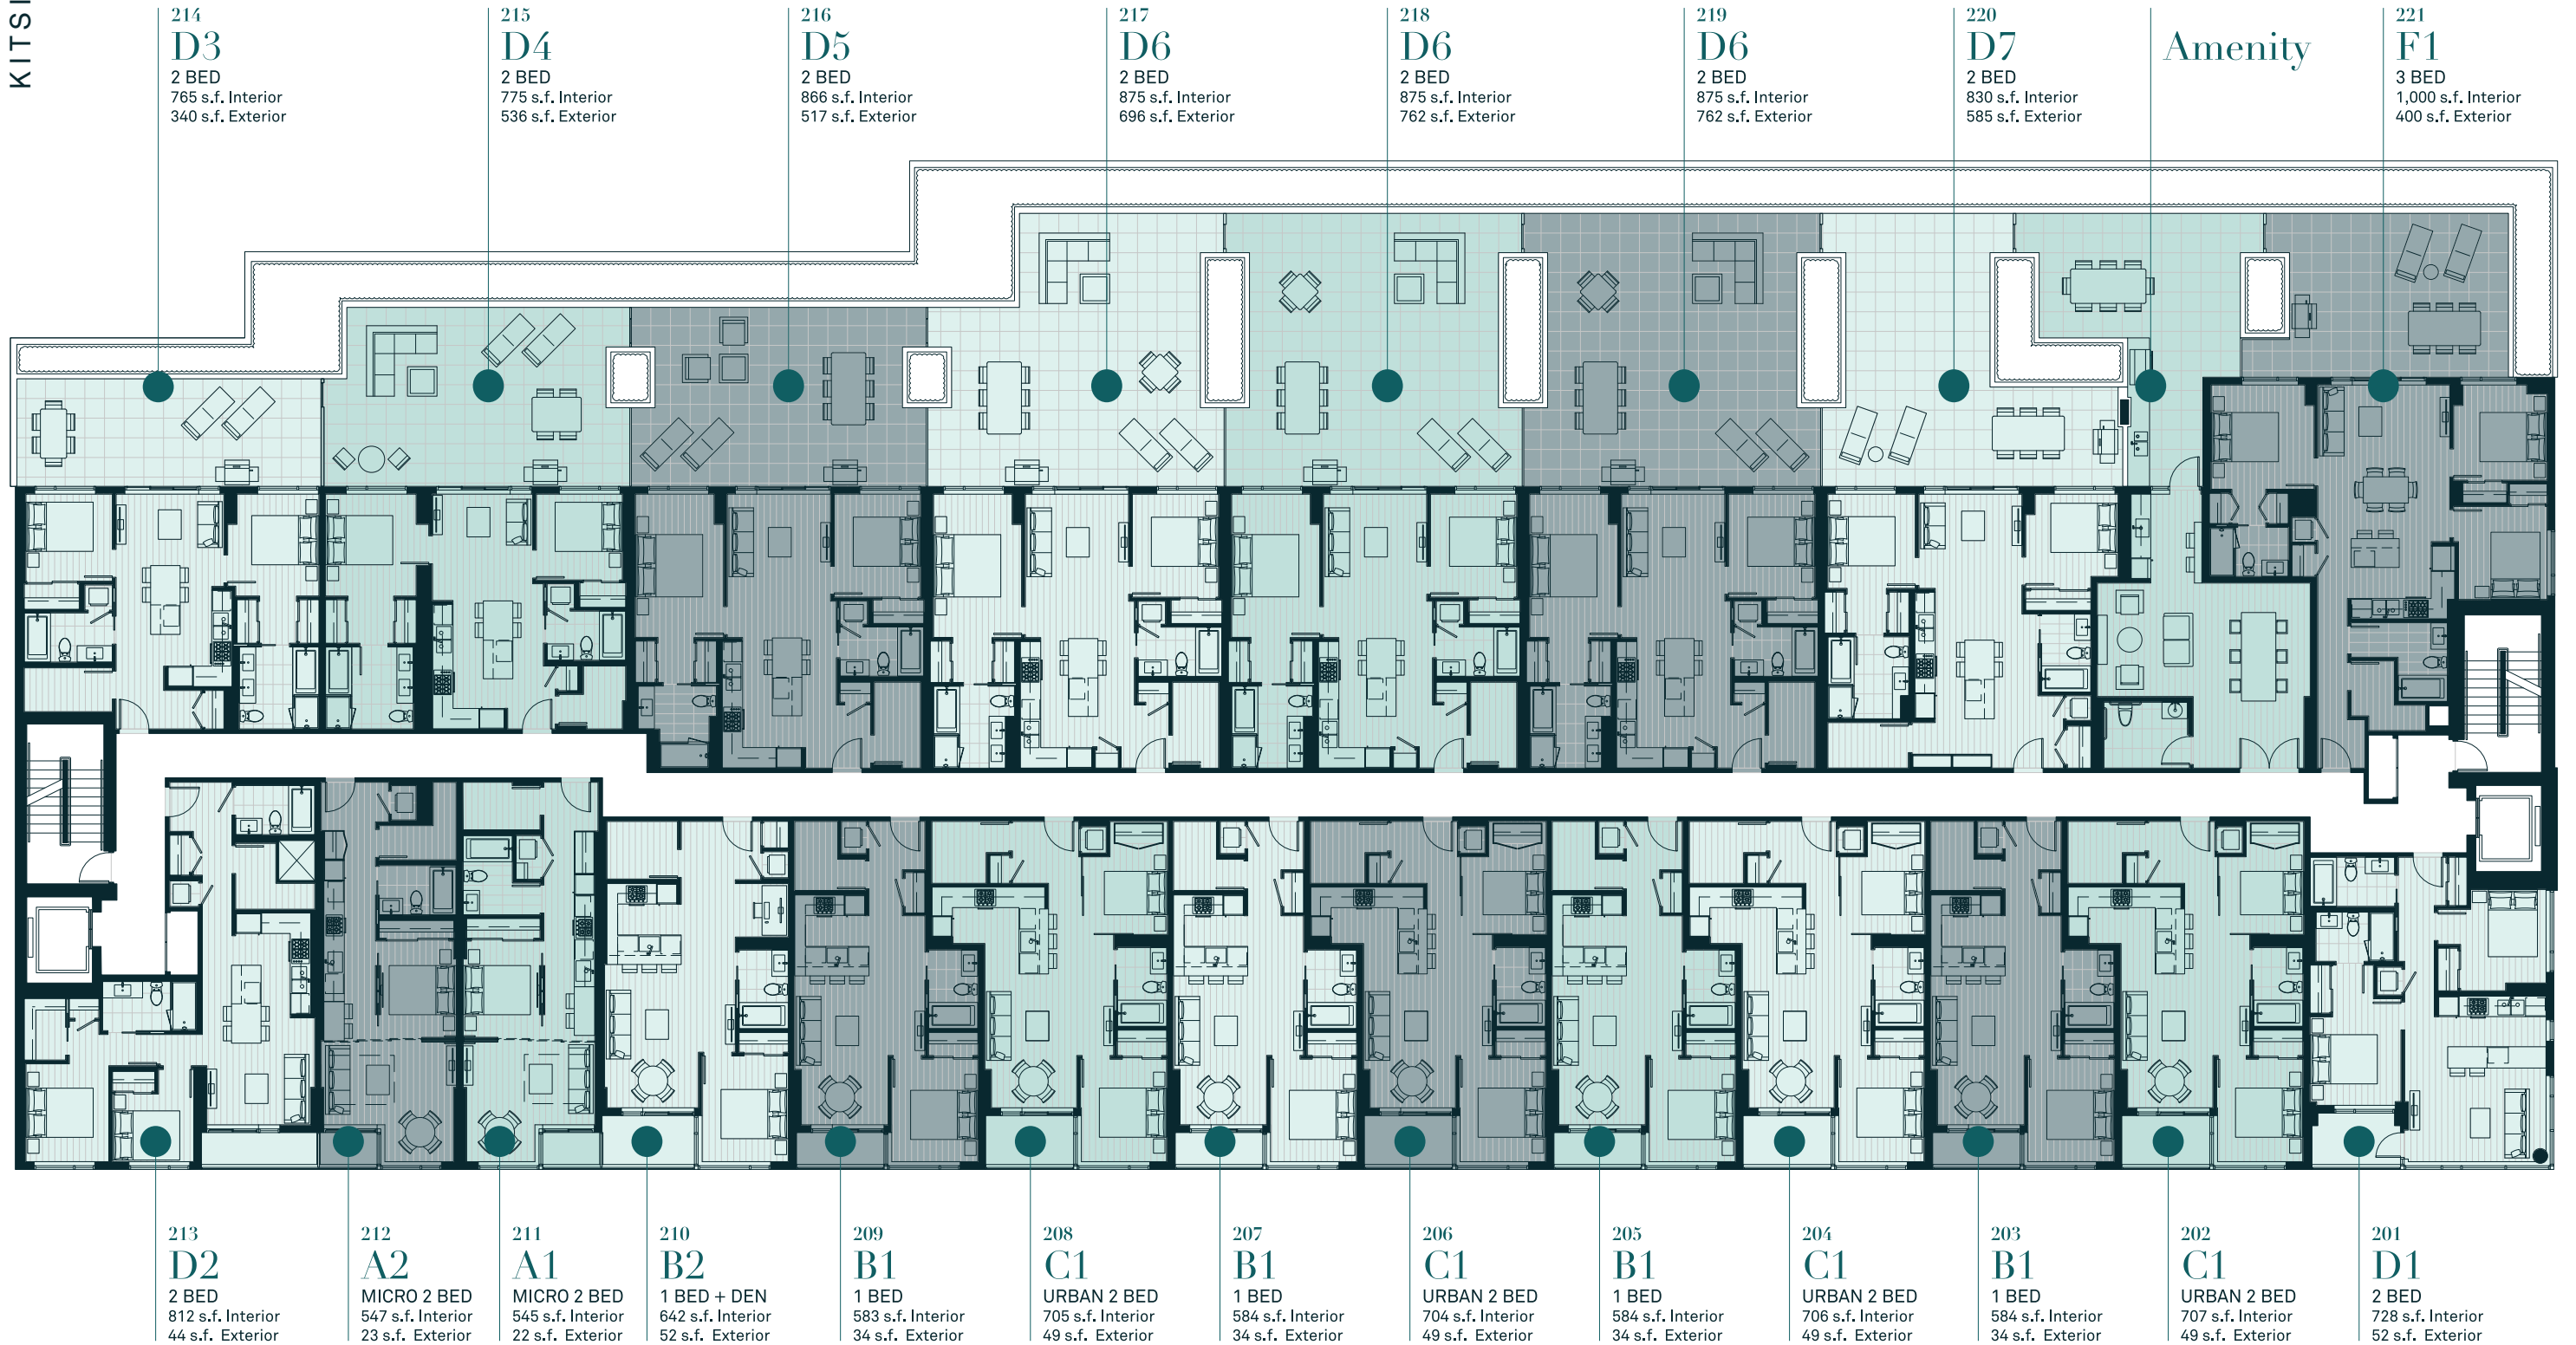 KITSI
214
D3
2 BED
765 s.f. Interior
340 s.f. Exterior
215
D4
2 BED
775 s.f. Interior
536 s.f. Exterior
216
D5
2 BED
866 s.f. Interior
517 s.f. Exterior
217
D6
2 BED
875 s.f. Interior
696 s.f. Exterior
218
D6
2 BED
875 s.f. Interior
762 s.f. Exterior
219
D6
2 BED
875 s.f. Interior
762 s.f. Exterior
220
D7
2 BED
830 s.f. Interior
585 s.f. Exterior
Amenity
221
F1
3 BED
1,000 s.f. Interior
400 s.f. Exterior
213
D2
2 BED
812 s.f. Interior
44 s.f. Exterior
212
A2
MICRO 2 BED
547 s.f. Interior
23 s.f. Exterior
211
A1
MICRO 2 BED
545 s.f. Interior
22 s.f. Exterior
210
B2
1 BED + DEN
642 s.f. Interior
52 s.f. Exterior
209
B1
1 BED
583 s.f. Interior
34 s.f. Exterior
208
C1
URBAN 2 BED
705 s.f. Interior
49 s.f. Exterior
207
B1
1 BED
584 s.f. Interior
34 s.f. Exterior
206
C1
URBAN 2 BED
704 s.f. Interior
49 s.f. Exterior
205
B1
1 BED
584 s.f. Interior
34 s.f. Exterior
204
C1
URBAN 2 BED
706 s.f. Interior
49 s.f. Exterior
203
B1
1 BED
584 s.f. Interior
34 s.f. Exterior
202
C1
URBAN 2 BED
707 s.f. Interior
49 s.f. Exterior
201
D1
2 BED
728 s.f. Interior
52 s.f. Exterior